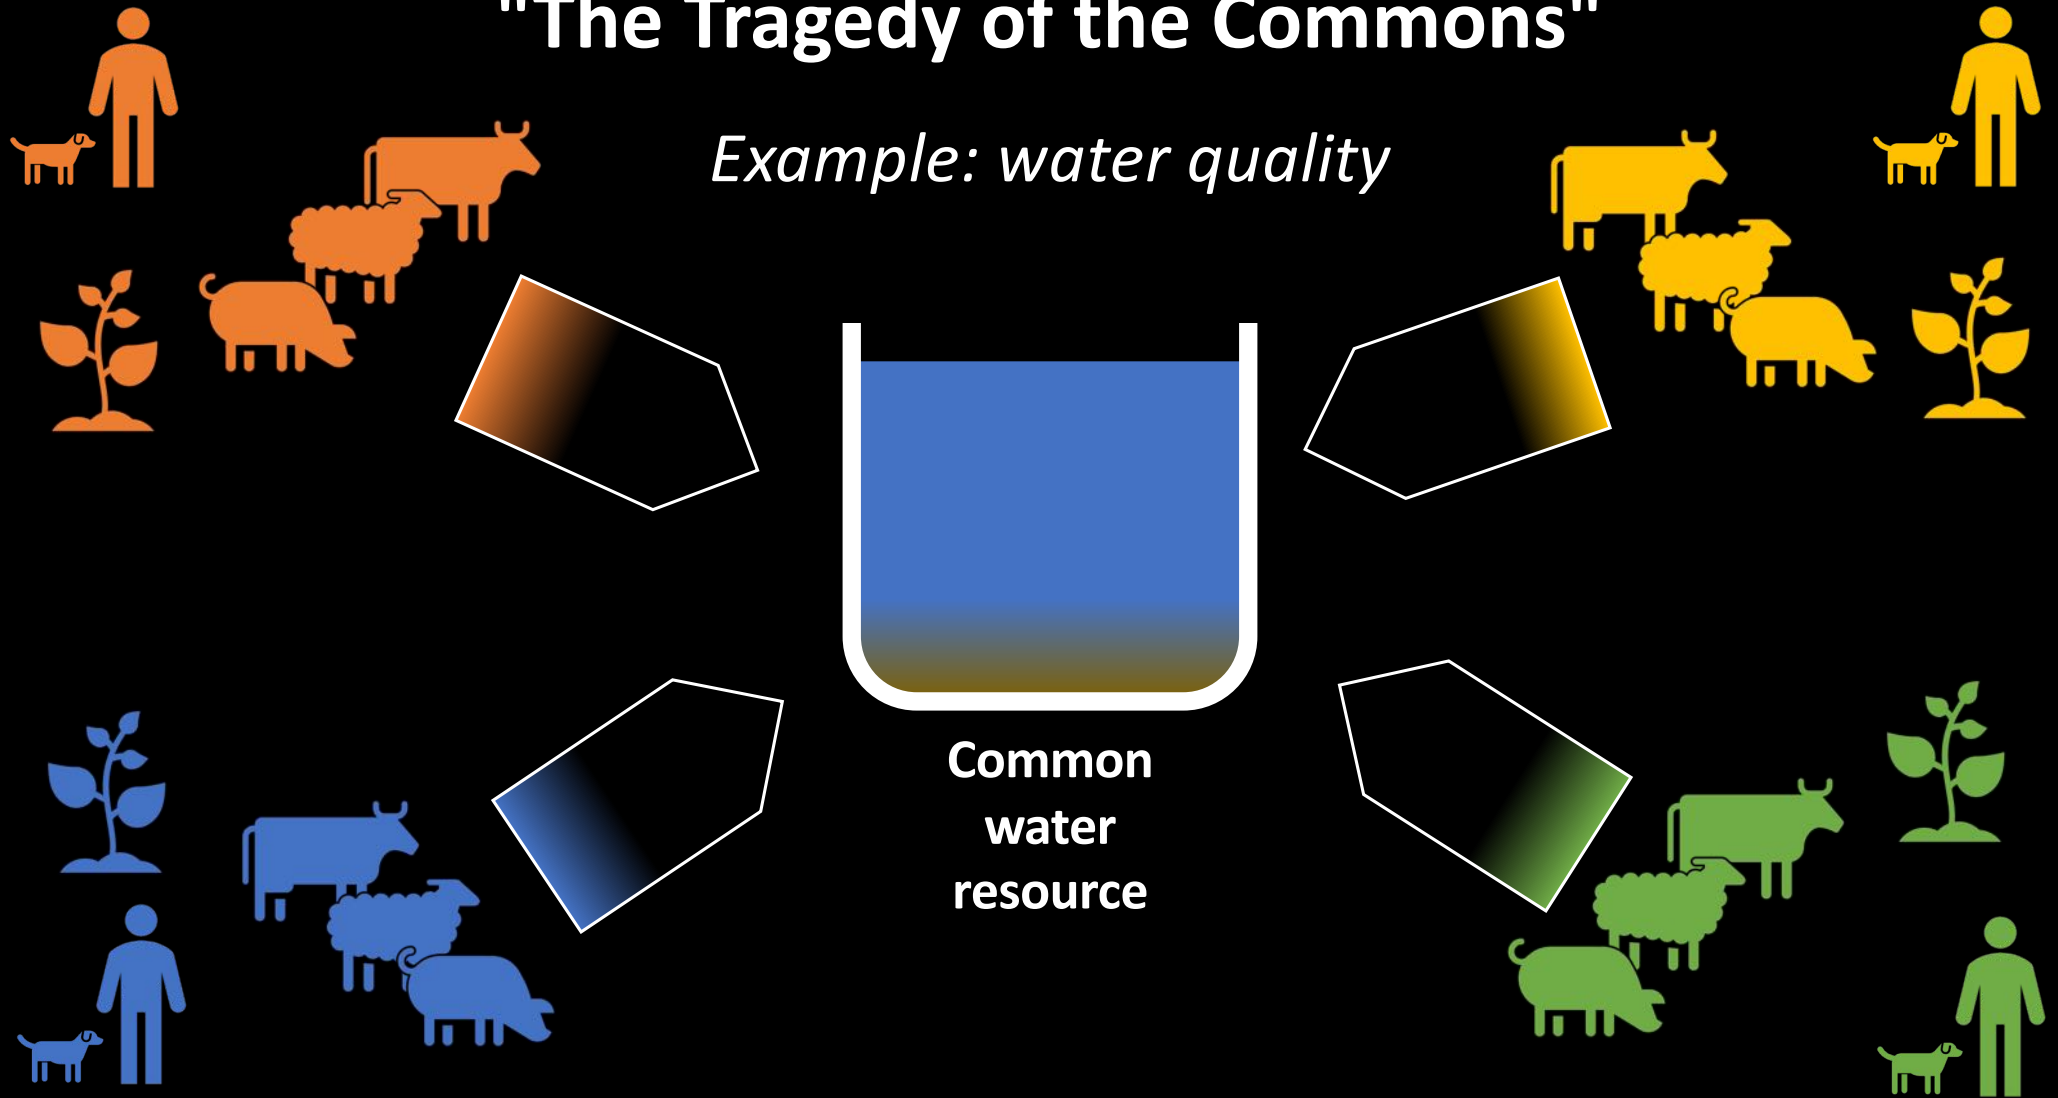 "The Tragedy of the Commons"
Example: water quality
Common
water
resource